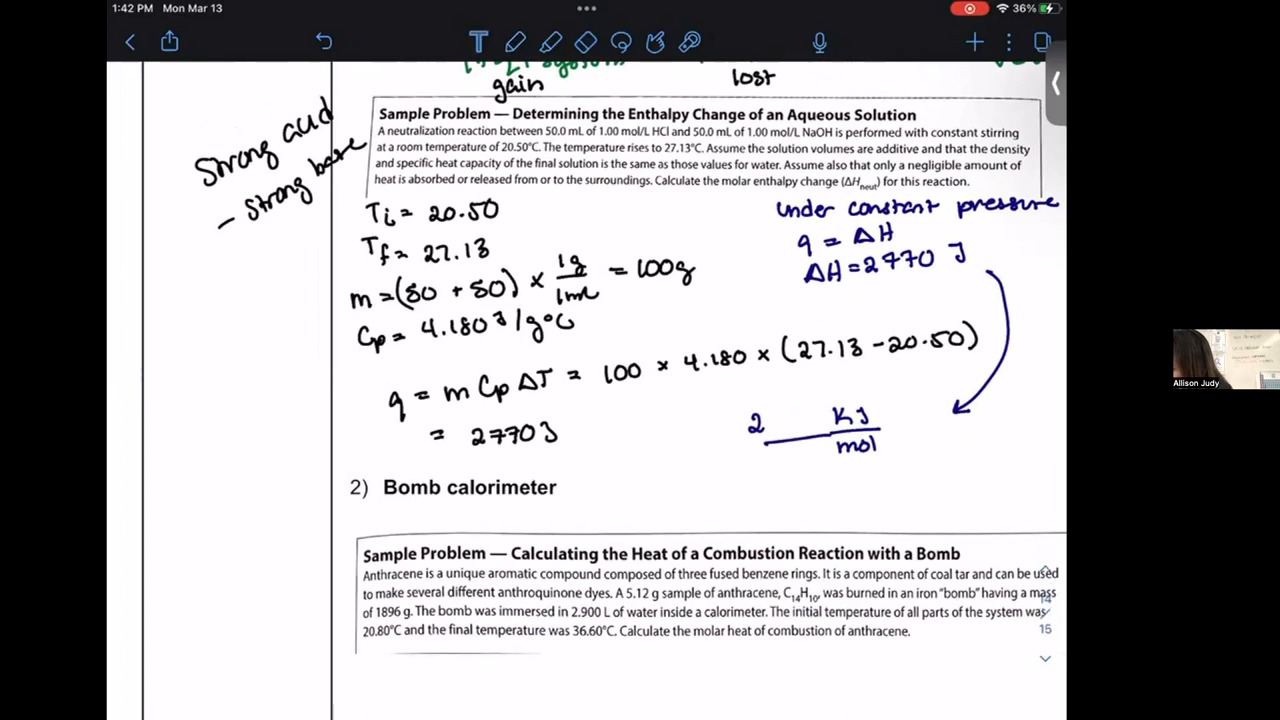 1:42 PM Mon Mar 13
36%
gain
lost
Strong acid
- Strong base
Sample Problem — Determining the Enthalpy Change of an Aqueous Solution
A neutralization reaction between 50.0 mL of 1.00 mol/L HCl and 50.0 mL of 1.00 mol/L NaOH is performed with constant stirring
at a room temperature of 20.50°C. The temperature rises to 27.13°C. Assume the solution volumes are additive and that the density
and specific heat capacity of the final solution is the same as those values for water. Assume also that only a negligible amount of
heat is absorbed or released from or to the surroundings. Calculate the molar enthalpy change (ΔHneut) for this reaction.
Ti = 20.50
Tf = 27.13
m = (50 + 50) × 1g/1mL = 100g
Cp = 4.180 J/g°C
under constant pressure
q = ΔH
ΔH = 2770 J
q = m Cp ΔT = 100 × 4.180 × (27.13 - 20.50)
= 2770 J
2 ____ KJ/mol
2) Bomb calorimeter
Sample Problem — Calculating the Heat of a Combustion Reaction with a Bomb
Anthracene is a unique aromatic compound composed of three fused benzene rings. It is a component of coal tar and can be used
to make several different anthroquinone dyes. A 5.12 g sample of anthracene, C14H10, was burned in an iron "bomb" having a mass
of 1896 g. The bomb was immersed in 2.900 L of water inside a calorimeter. The initial temperature of all parts of the system was
20.80°C and the final temperature was 36.60°C. Calculate the molar heat of combustion of anthracene.
14
15
Allison Judy